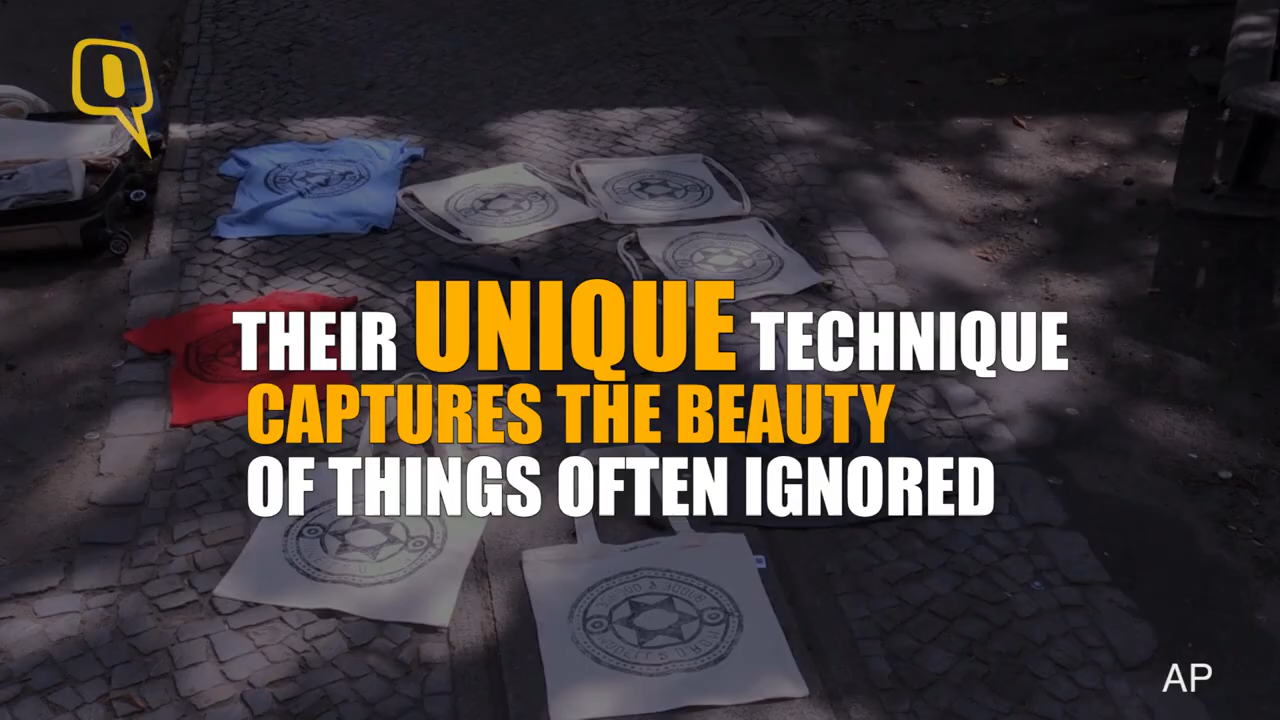 THEIR UNIQUE TECHNIQUE
CAPTURES THE BEAUTY
OF THINGS OFTEN IGNORED
AP